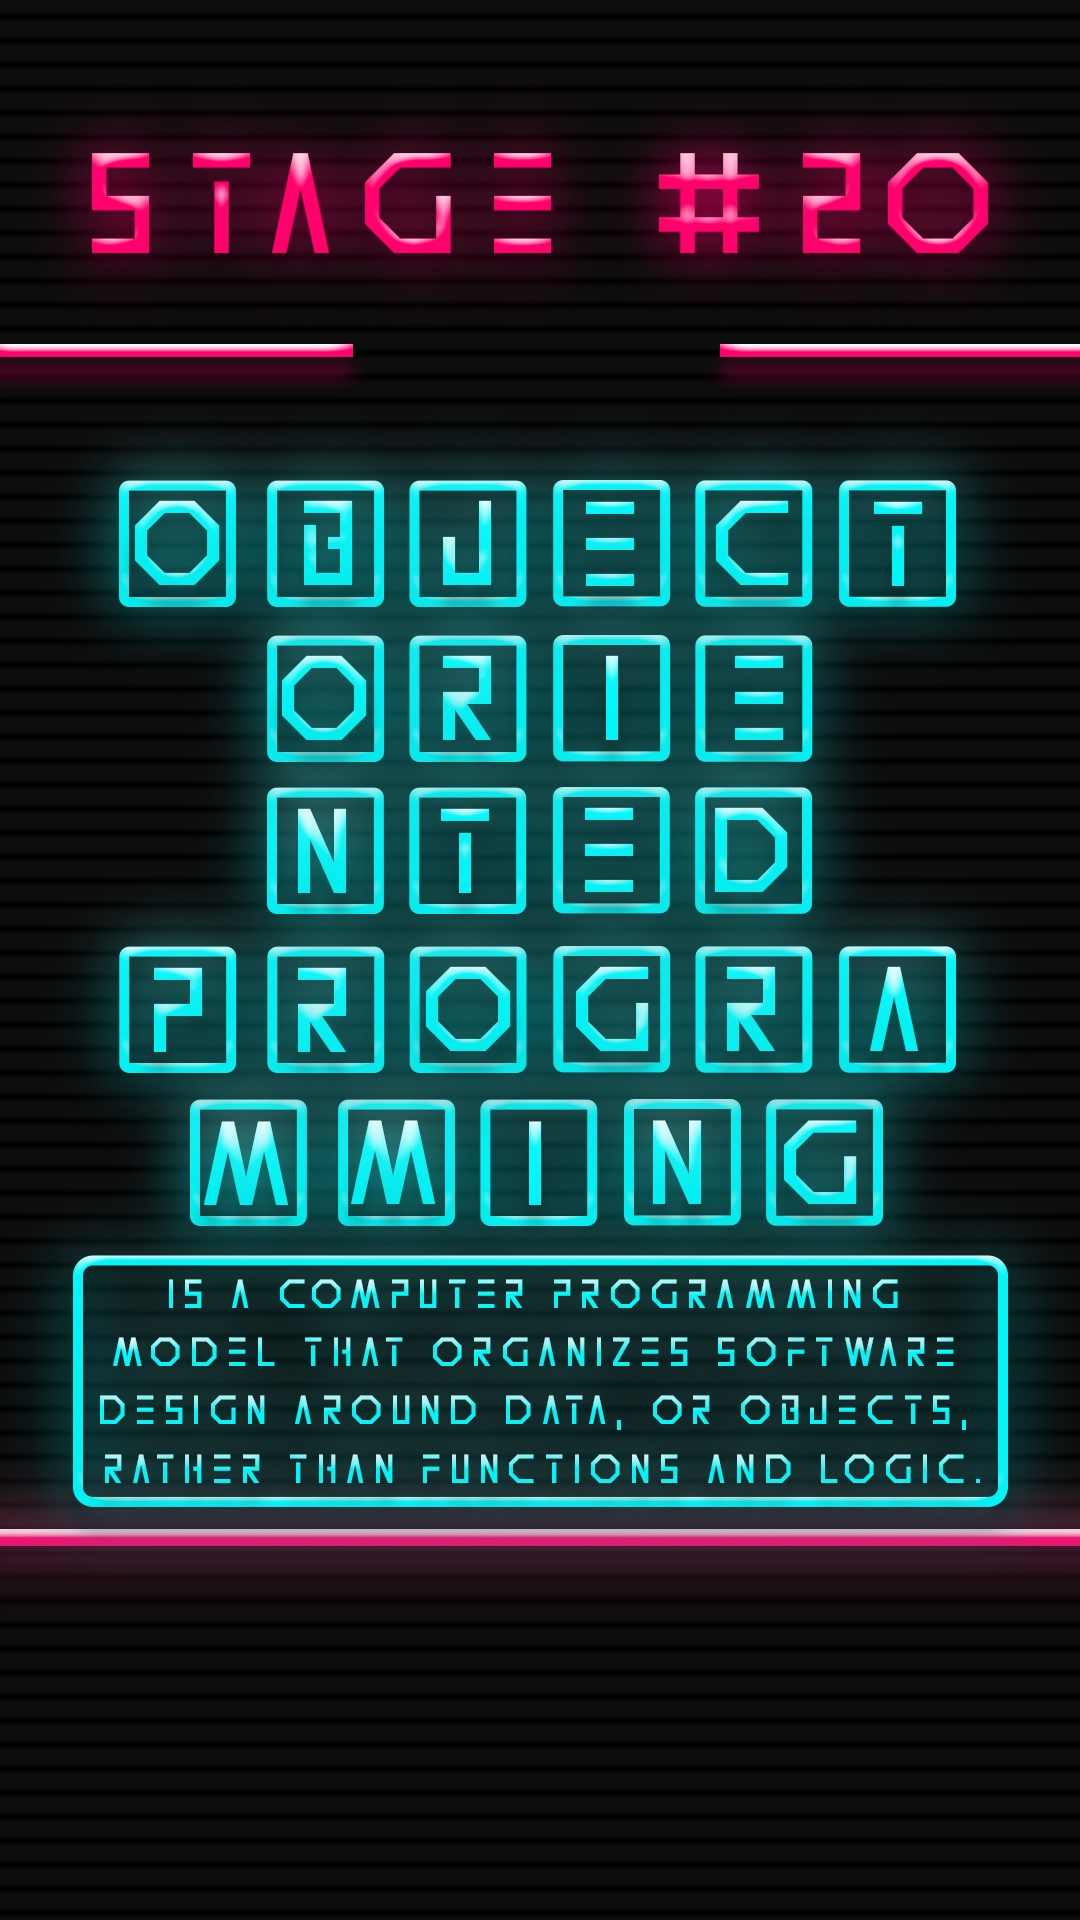 STAGE #20
OBJECT
ORIE
NTED
PROGRA
MMING
IS A COMPUTER PROGRAMMING
MODEL THAT ORGANIZES SOFTWARE
DESIGN AROUND DATA, OR OBJECTS,
RATHER THAN FUNCTIONS AND LOGIC.